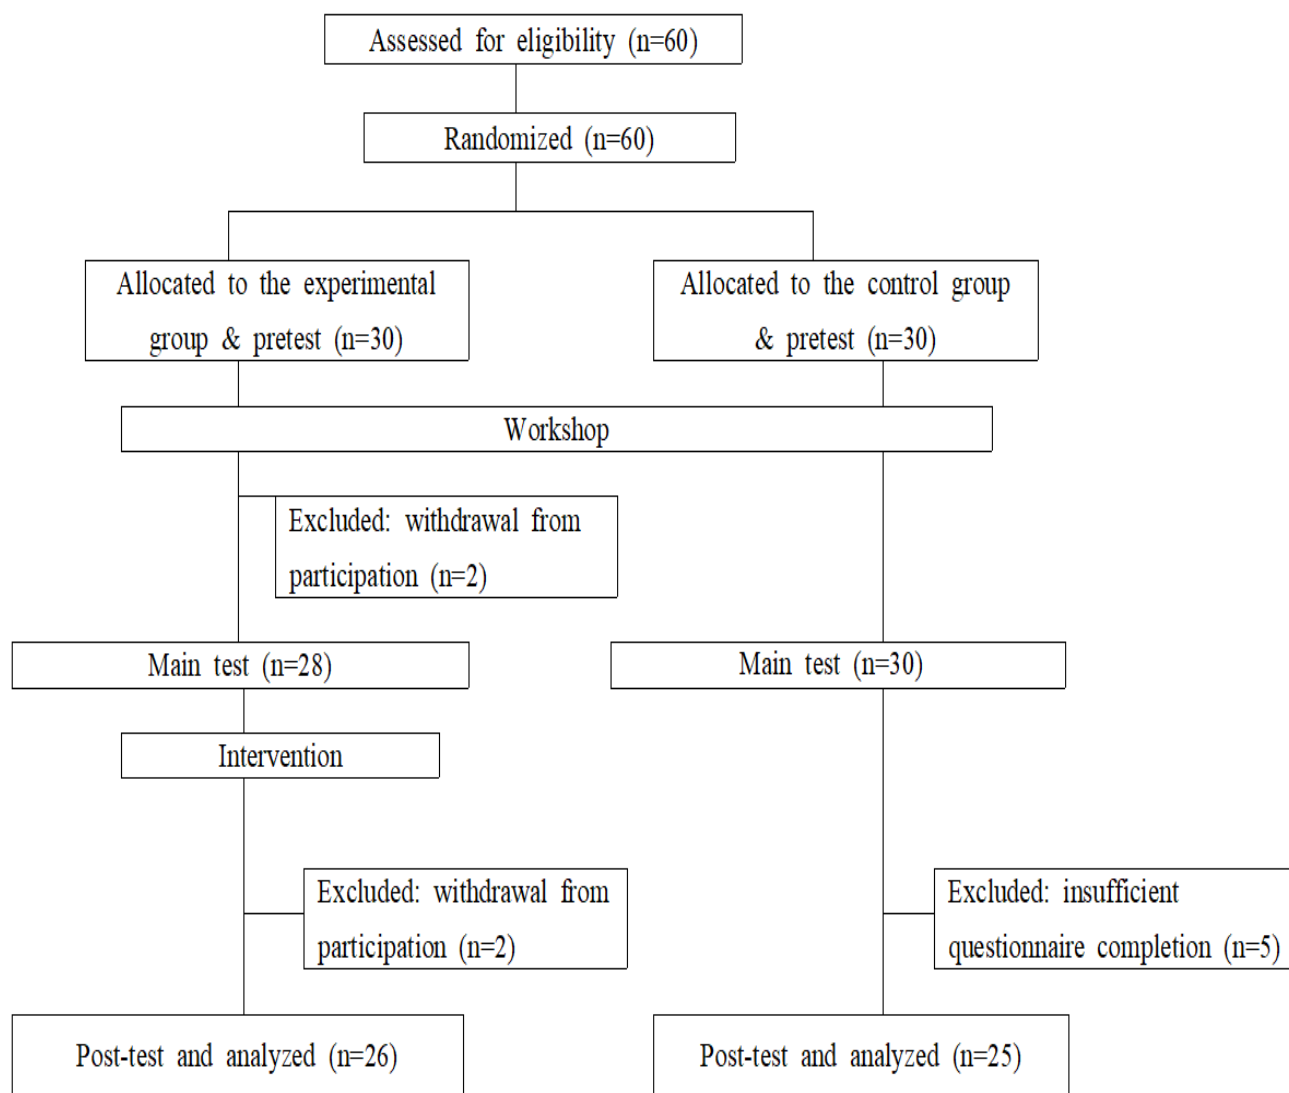 Assessed for eligibility (n=60)
Randomized (n=60)
Allocated to the experimental
group & pretest (n=30)
Allocated to the control group
& pretest (n=30)
Workshop
Excluded: withdrawal from
participation (n=2)
Main test (n=28)
Main test (n=30)
Intervention
Excluded: withdrawal from
participation (n=2)
Excluded: insufficient
questionnaire completion (n=5)
Post-test and analyzed (n=26)
Post-test and analyzed (n=25)